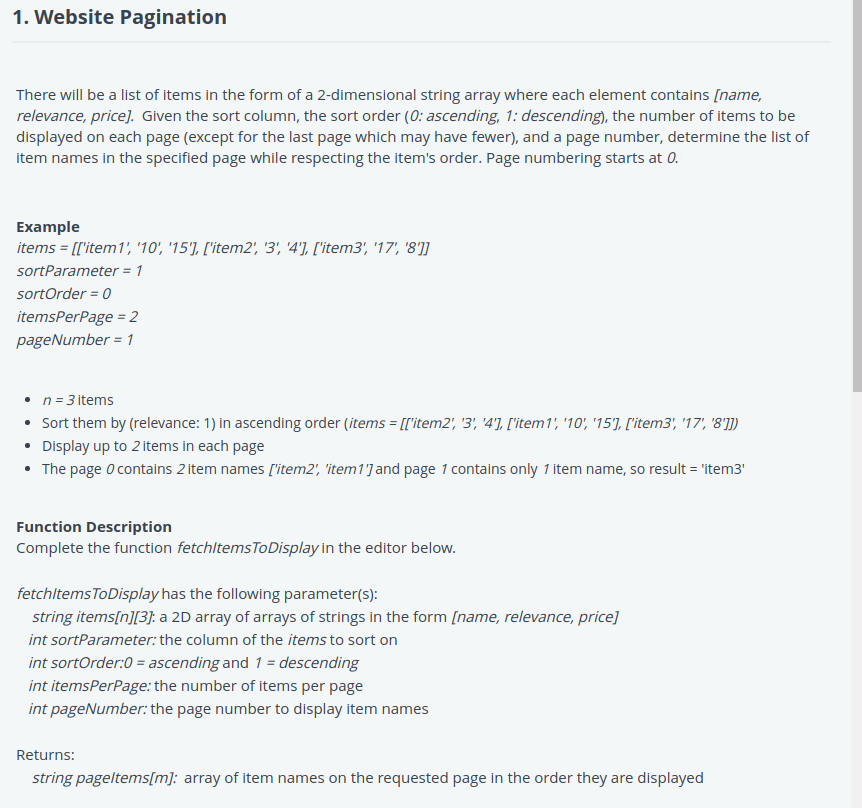 1. Website Pagination
There will be a list of items in the form of a 2-dimensional string array where each element contains [name,
relevance, price]. Given the sort column, the sort order (0: ascending, 1: descending), the number of items to be
displayed on each page (except for the last page which may have fewer), and a page number, determine the list of
item names in the specified page while respecting the item's order. Page numbering starts at 0.
Example
items = [['item1', '10', '15'], ['item2', '3', '4'], ['item3', '17', '8']]
sortParameter = 1
sortOrder = 0
itemsPerPage = 2
pageNumber = 1
• n = 3 items
• Sort them by (relevance: 1) in ascending order (items = [['item2', '3', '4'], ['item1', '10', '15'], ['item3', '17', '8']])
• Display up to 2 items in each page
• The page 0 contains 2 item names ['item2', 'item1'] and page 1 contains only 1 item name, so result = 'item3'
Function Description
Complete the function fetchItemsToDisplay in the editor below.
fetchItemsToDisplay has the following parameter(s):
string items[n][3]: a 2D array of arrays of strings in the form [name, relevance, price]
int sortParameter: the column of the items to sort on
int sortOrder:0 = ascending and 1 = descending
int itemsPerPage: the number of items per page
int pageNumber: the page number to display item names
Returns:
string pageItems[m]: array of item names on the requested page in the order they are displayed